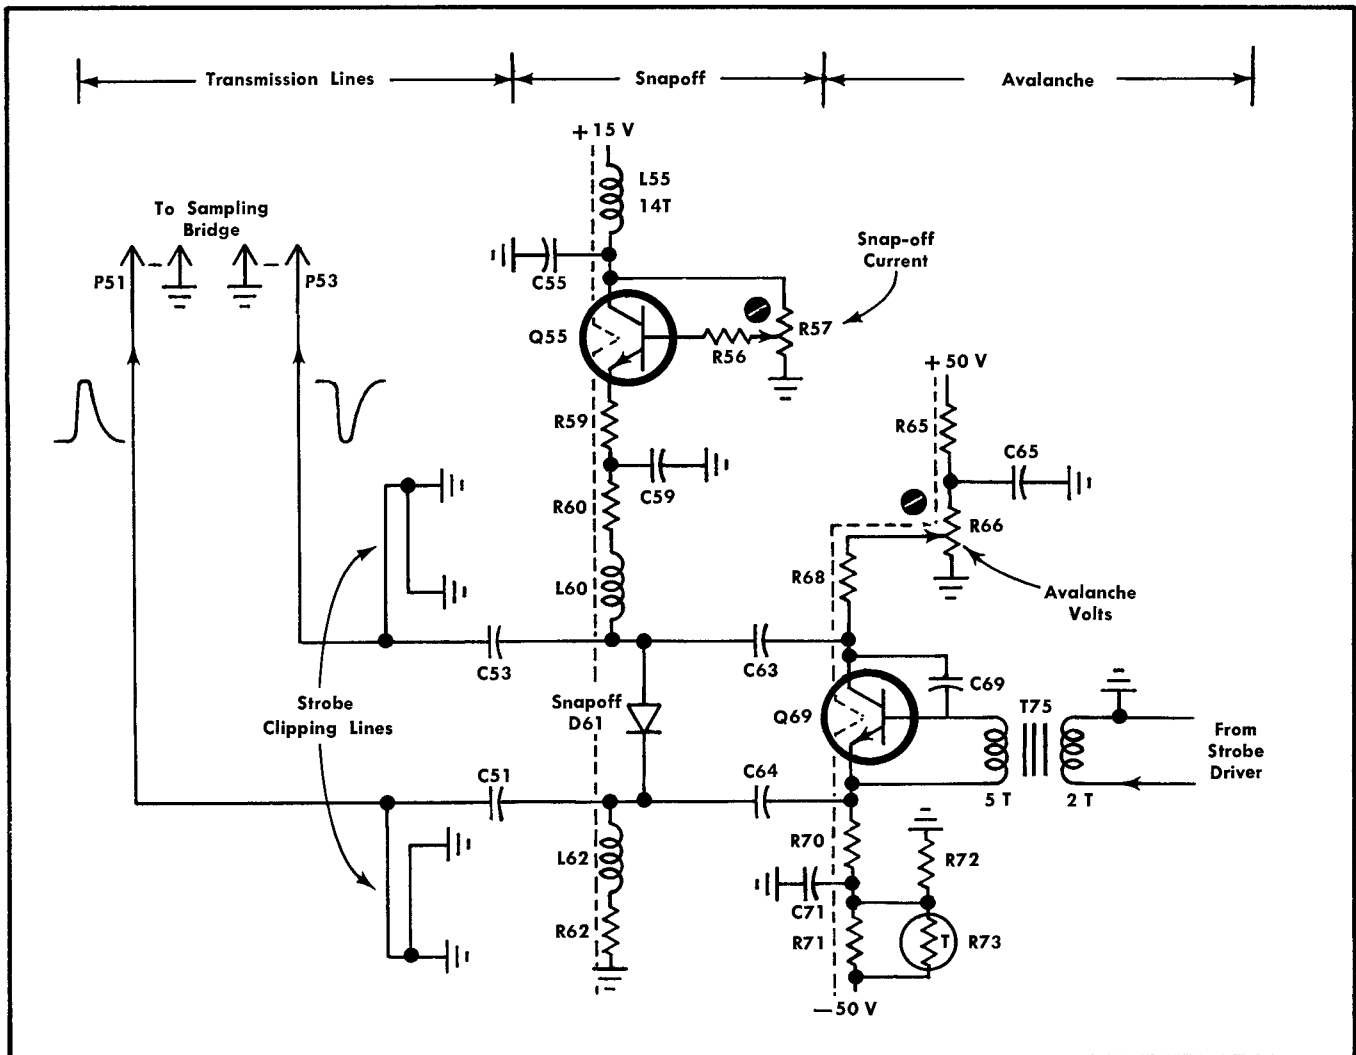 Transmission Lines
Snapoff
Avalanche
+ 15 V
L55
14T
To Sampling
Bridge
Snap-off
Current
P51
P53
C55
Q55
R56
R57
+ 50 V
R59
R65
C65
C59
R60
R66
R68
L60
Avalanche
Volts
C53
C63
C69
Strobe
Clipping Lines
Snapoff
D61
Q69
T75
From
Strobe
Driver
C51
C64
5 T
2 T
L62
R70
R72
C71
R62
R71
T
R73
—50 V